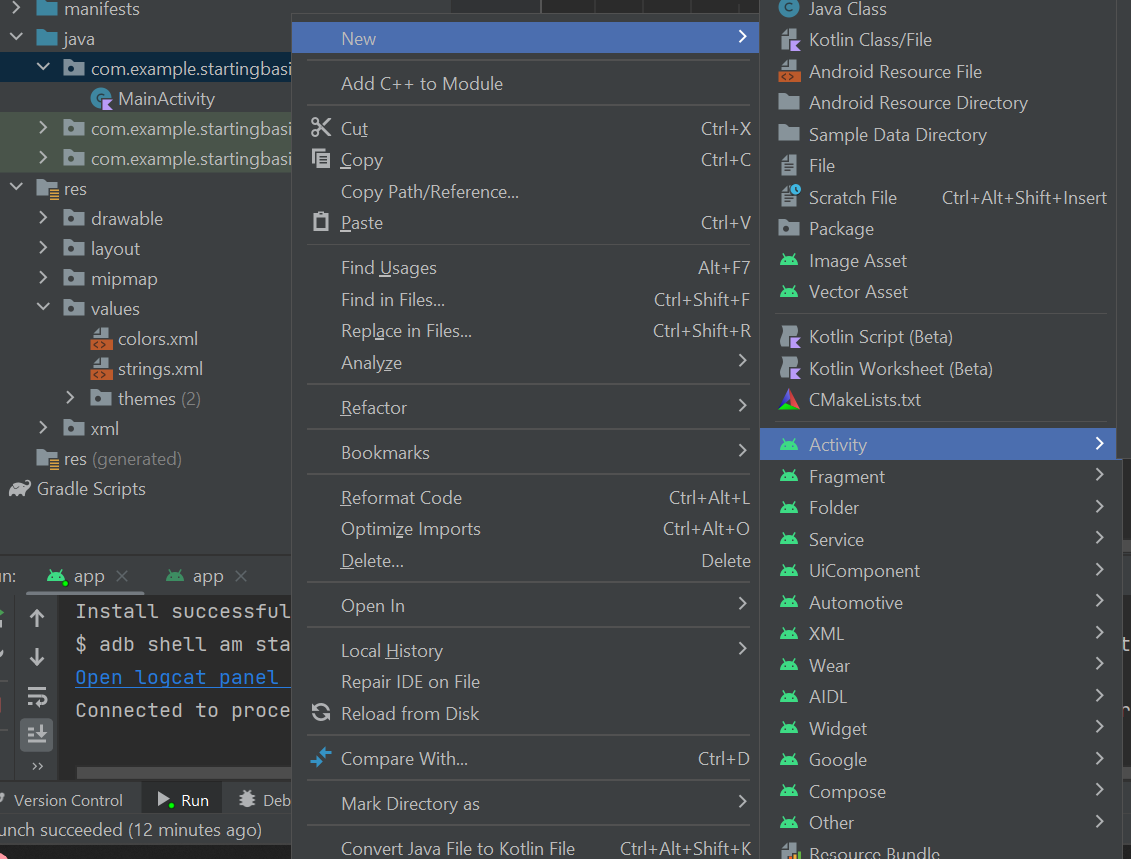 manifests
java
com.example.startingbasi
MainActivity
com.example.startingbasi
com.example.startingbasi
res
drawable
layout
mipmap
values
colors.xml
strings.xml
themes (2)
xml
res (generated)
Gradle Scripts
New
Add C++ to Module
Cut Ctrl+X
Copy Ctrl+C
Copy Path/Reference...
Paste Ctrl+V
Find Usages Alt+F7
Find in Files... Ctrl+Shift+F
Replace in Files... Ctrl+Shift+R
Analyze
Refactor
Bookmarks
Reformat Code Ctrl+Alt+L
Optimize Imports Ctrl+Alt+O
Delete... Delete
Open In
Local History
Repair IDE on File
Reload from Disk
Compare With... Ctrl+D
Mark Directory as
Convert Java File to Kotlin File Ctrl+Alt+Shift+K
Java Class
Kotlin Class/File
Android Resource File
Android Resource Directory
Sample Data Directory
File
Scratch File Ctrl+Alt+Shift+Insert
Package
Image Asset
Vector Asset
Kotlin Script (Beta)
Kotlin Worksheet (Beta)
CMakeLists.txt
Activity
Fragment
Folder
Service
UiComponent
Automotive
XML
Wear
AIDL
Widget
Google
Compose
Other
Resource Bundle
un: app app
Install successful
$ adb shell am sta
Open logcat panel
Connected to proce
Version Control Run Deb
unch succeeded (12 minutes ago)